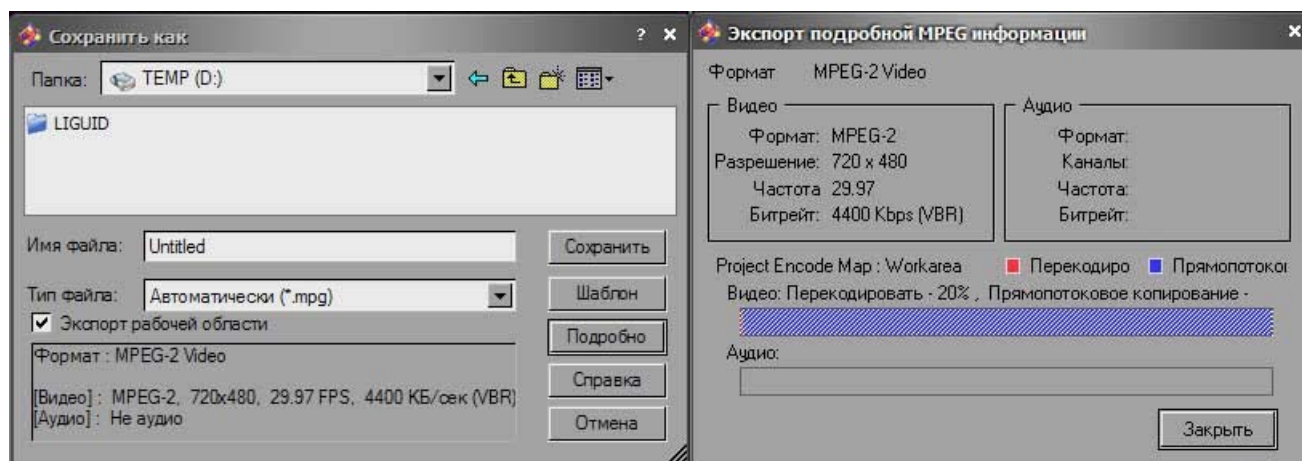 Сохранить как
Папка: TEMP (D:)
LIGUID
Имя файла: Untitled
Сохранить
Тип файла: Автоматически (*.mpg)
Шаблон
Экспорт рабочей области
Подробно
Формат : MPEG-2 Video
Справка
[Видео] : MPEG-2, 720x480, 29.97 FPS, 4400 КБ/сек (VBR)
[Аудио] : Не аудио
Отмена
Экспорт подробной MPEG информации
Формат MPEG-2 Video
Видео
Формат: MPEG-2
Разрешение: 720 x 480
Частота 29.97
Битрейт: 4400 Kbps (VBR)
Аудио
Формат:
Каналы:
Частота:
Битрейт:
Project Encode Map : Workarea Перекодиро Прямопотоко
Видео: Перекодировать - 20% , Прямопотоковое копирование -
Аудио:
Закрыть